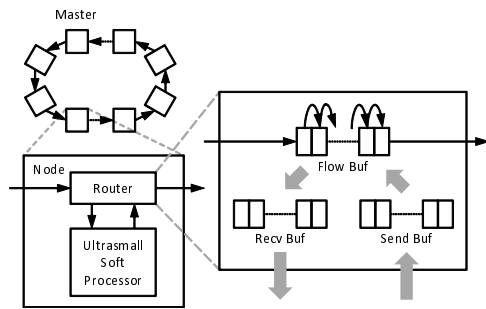 Master
Node
Router
Ultrasmall
Soft
Processor
Flow Buf
Recv Buf
Send Buf